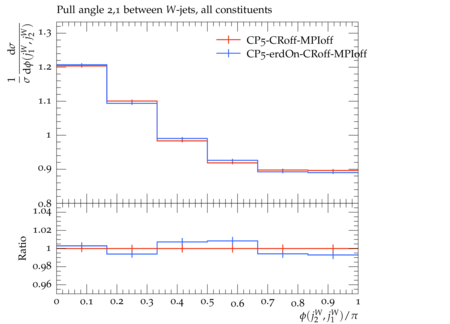 Pull angle 2,1 between W-jets, all constituents
1/σ dσ/dϕ(j₁ᵂ, j₂ᵂ)
CP5-CRoff-MPIoff
CP5-erdOn-CRoff-MPIoff
1.3
1.2
1.1
1
0.9
0.8
1.04
1.02
1
0.98
0.96
Ratio
0 0.1 0.2 0.3 0.4 0.5 0.6 0.7 0.8 0.9 1
ϕ(j₂ᵂ, j₁ᵂ)/π